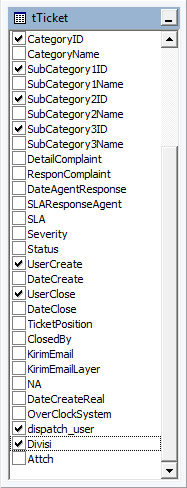 tTicket
CategoryID
CategoryName
SubCategory1ID
SubCategory1Name
SubCategory2ID
SubCategory2Name
SubCategory3ID
SubCategory3Name
DetailComplaint
ResponComplaint
DateAgentResponse
SLAResponseAgent
SLA
Severity
Status
UserCreate
DateCreate
UserClose
DateClose
TicketPosition
ClosedBy
KirimEmail
KirimEmailLayer
NA
DateCreateReal
OverClockSystem
dispatch_user
Divisi
Attch